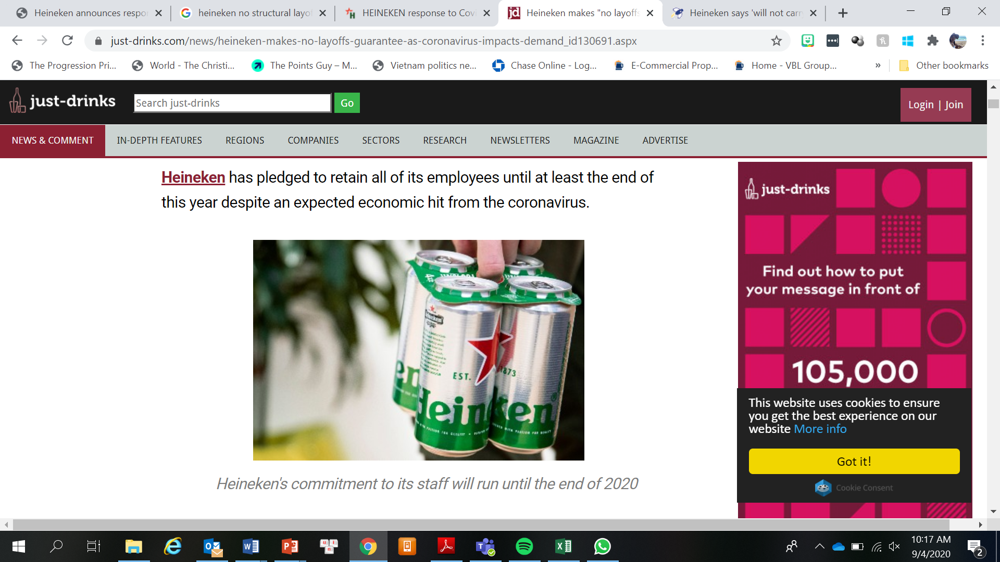 Heineken announces respo
heineken no structural layo
HEINEKEN response to Covi
Heineken makes "no layoffs
Heineken says 'will not carr
just-drinks.com/news/heineken-makes-no-layoffs-guarantee-as-coronavirus-impacts-demand_id130691.aspx
The Progression Pri...
World - The Christi...
The Points Guy – M...
Vietnam politics ne...
Chase Online - Log...
E-Commercial Prop...
Home - VBL Group...
»
Other bookmarks
just-drinks
Search just-drinks
Go
Login | Join
NEWS & COMMENT
IN-DEPTH FEATURES
REGIONS
COMPANIES
SECTORS
RESEARCH
NEWSLETTERS
MAGAZINE
ADVERTISE
Heineken has pledged to retain all of its employees until at least the end of
this year despite an expected economic hit from the coronavirus.
EST.
1873
Heineken's commitment to its staff will run until the end of 2020
just-drinks
Find out how to put
your message in front of
105,000
This website uses cookies to ensure
you get the best experience on our
website More info
Got it!
Cookie Consent
10:17 AM
9/4/2020
2